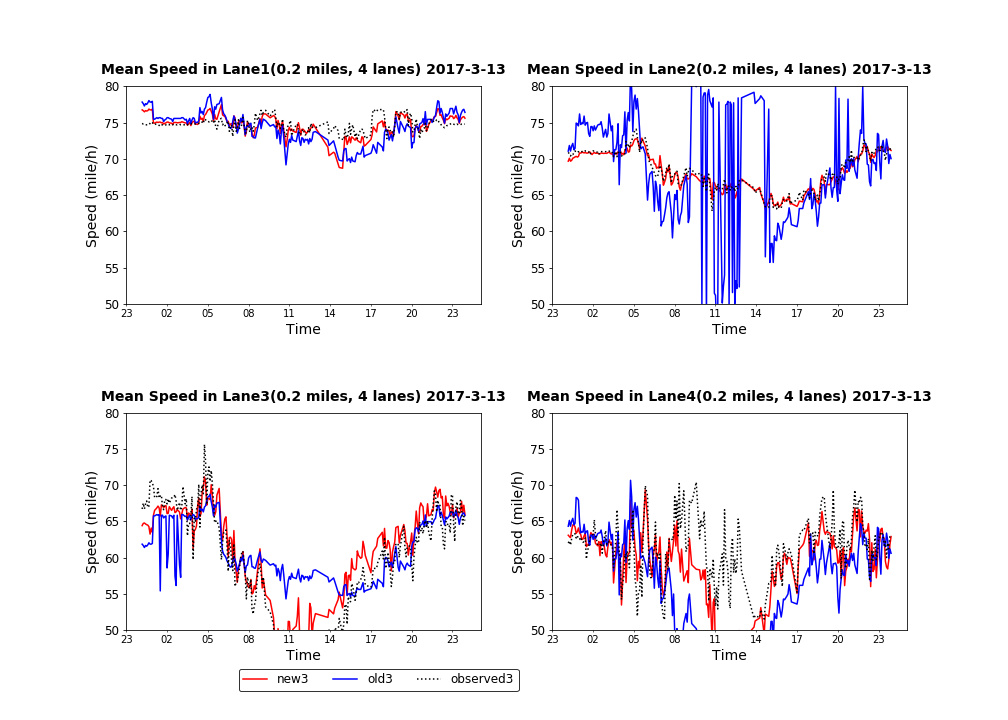 Mean Speed in Lane1(0.2 miles, 4 lanes) 2017-3-13
80
75
70
65
60
55
50
Speed (mile/h)
23 02 05 08 11 14 17 20 23
Time
Mean Speed in Lane2(0.2 miles, 4 lanes) 2017-3-13
80
75
70
65
60
55
50
Speed (mile/h)
23 02 05 08 11 14 17 20 23
Time
Mean Speed in Lane3(0.2 miles, 4 lanes) 2017-3-13
80
75
70
65
60
55
50
Speed (mile/h)
23 02 05 08 11 14 17 20 23
Time
Mean Speed in Lane4(0.2 miles, 4 lanes) 2017-3-13
80
75
70
65
60
55
50
Speed (mile/h)
23 02 05 08 11 14 17 20 23
Time
new3 old3 observed3